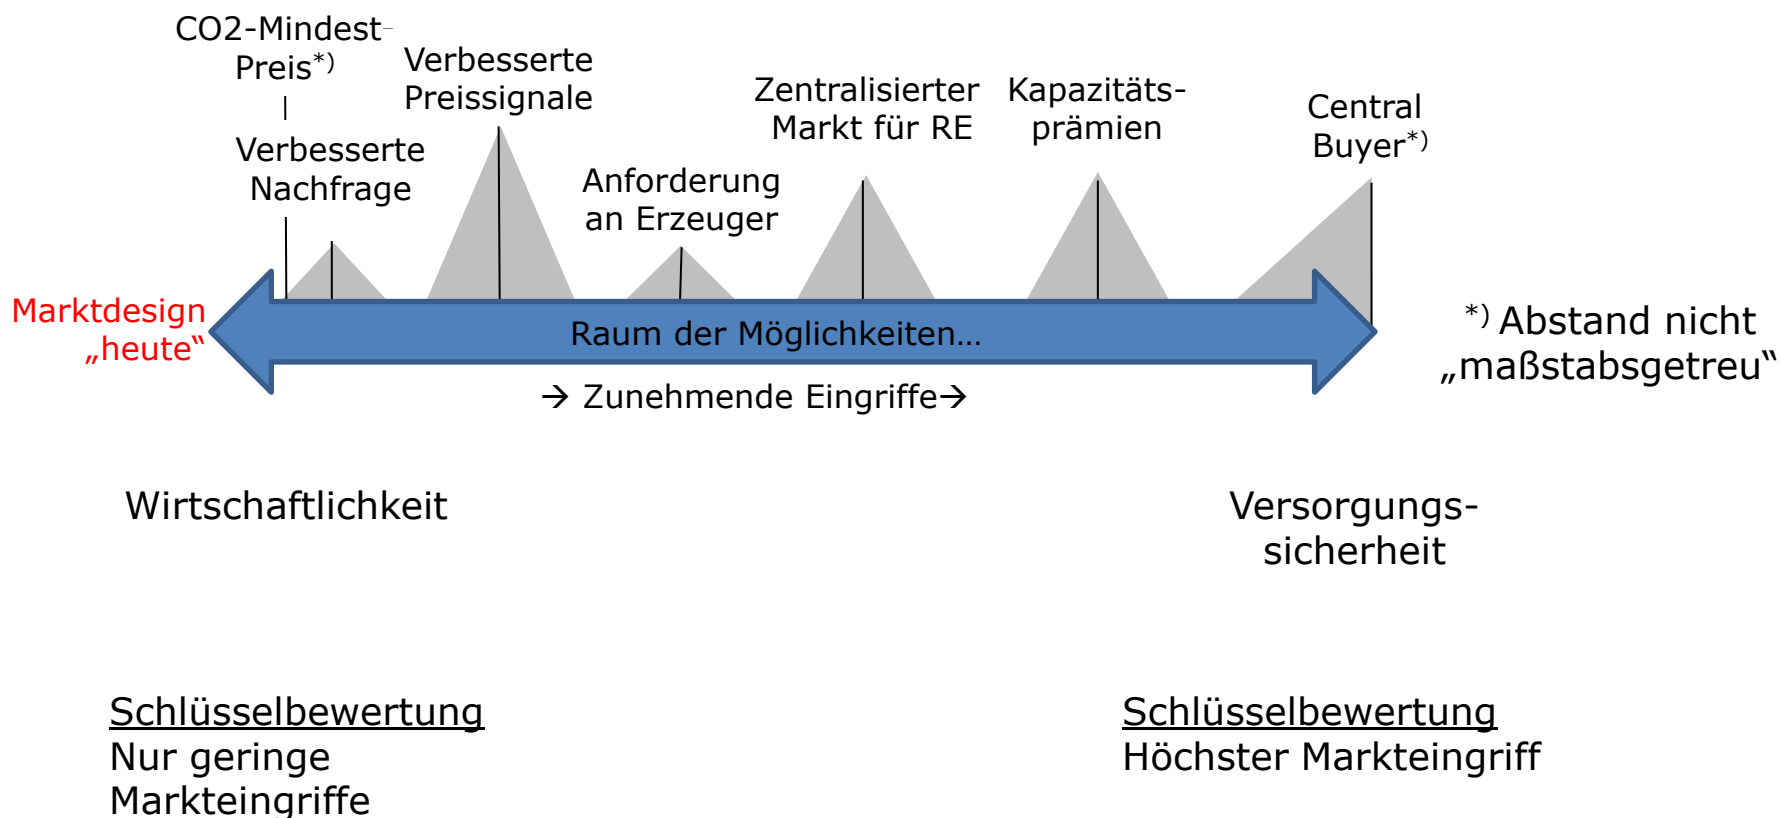 CO2-Mindest-
Preis*)
Verbesserte
Preissignale
Zentralisierter
Markt für RE
Kapazitäts-
prämien
Central
Buyer*)
Verbesserte
Nachfrage
Anforderung
an Erzeuger
Marktdesign
„heute“
Raum der Möglichkeiten…
*) Abstand nicht
„maßstabsgetreu“
→ Zunehmende Eingriffe→
Wirtschaftlichkeit
Versorgungs-
sicherheit
Schlüsselbewertung
Nur geringe
Markteingriffe
Schlüsselbewertung
Höchster Markteingriff